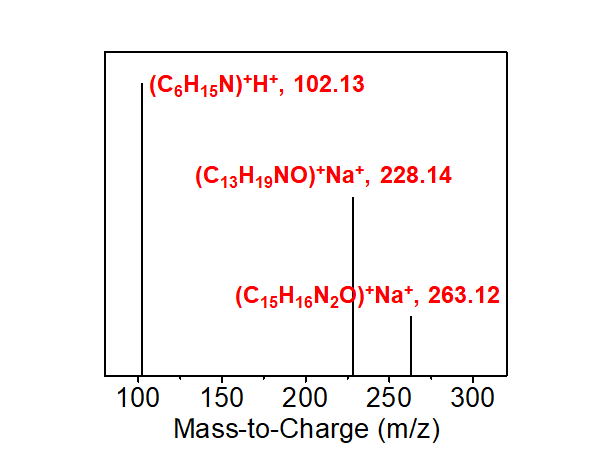 (C₆H₁₅N)⁺H⁺, 102.13
(C₁₃H₁₉NO)⁺Na⁺, 228.14
(C₁₅H₁₆N₂O)⁺Na⁺, 263.12
100 150 200 250 300
Mass-to-Charge (m/z)